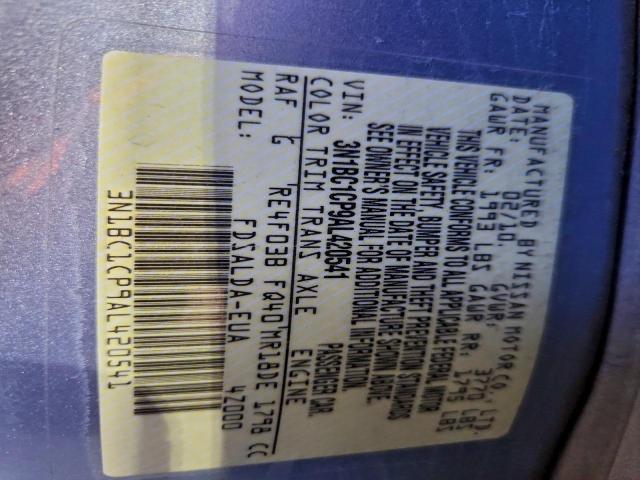 MANUFACTURED BY NISSAN MOTOR CO., LTD.
DATE: 02/10 GVWR: 3770 LBS
GAWR FR: 1993 LBS GAWR RR: 1775 LBS
THIS VEHICLE CONFORMS TO ALL APPLICABLE FEDERAL MOTOR
VEHICLE SAFETY, BUMPER AND THEFT PREVENTION STANDARDS
IN EFFECT ON THE DATE OF MANUFACTURE SHOWN ABOVE.
SEE OWNER'S MANUAL FOR ADDITIONAL INFORMATION.
VIN: 3N1BC1CP9AL420541 PASSENGER CAR
COLOR TRIM TRANS AXLE ENGINE
RAF G RE4F03B FQ40 MR18DE 1798 CC
MODEL: FDSALDA-EUA 4Z000
3N1BC1CP9AL420541